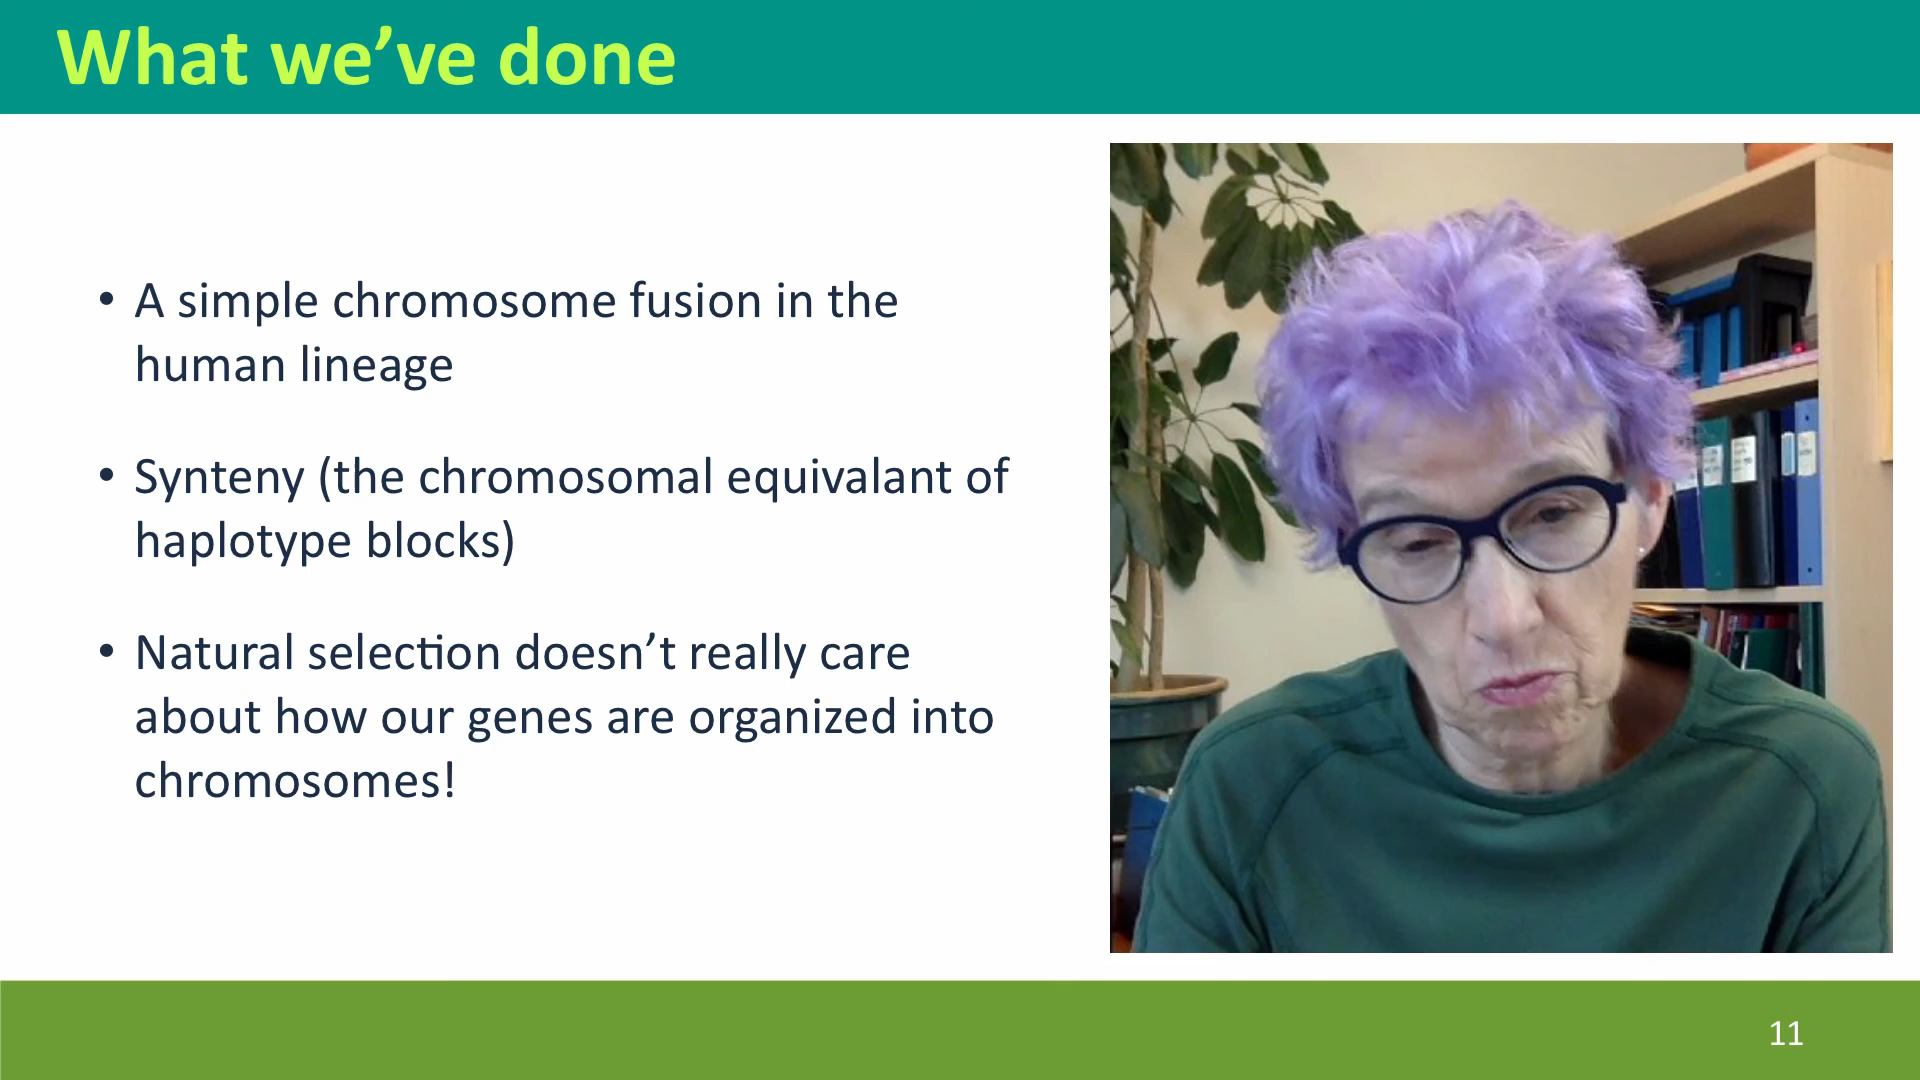 What we’ve done
• A simple chromosome fusion in the
human lineage
• Synteny (the chromosomal equivalant of
haplotype blocks)
• Natural selection doesn’t really care
about how our genes are organized into
chromosomes!
11